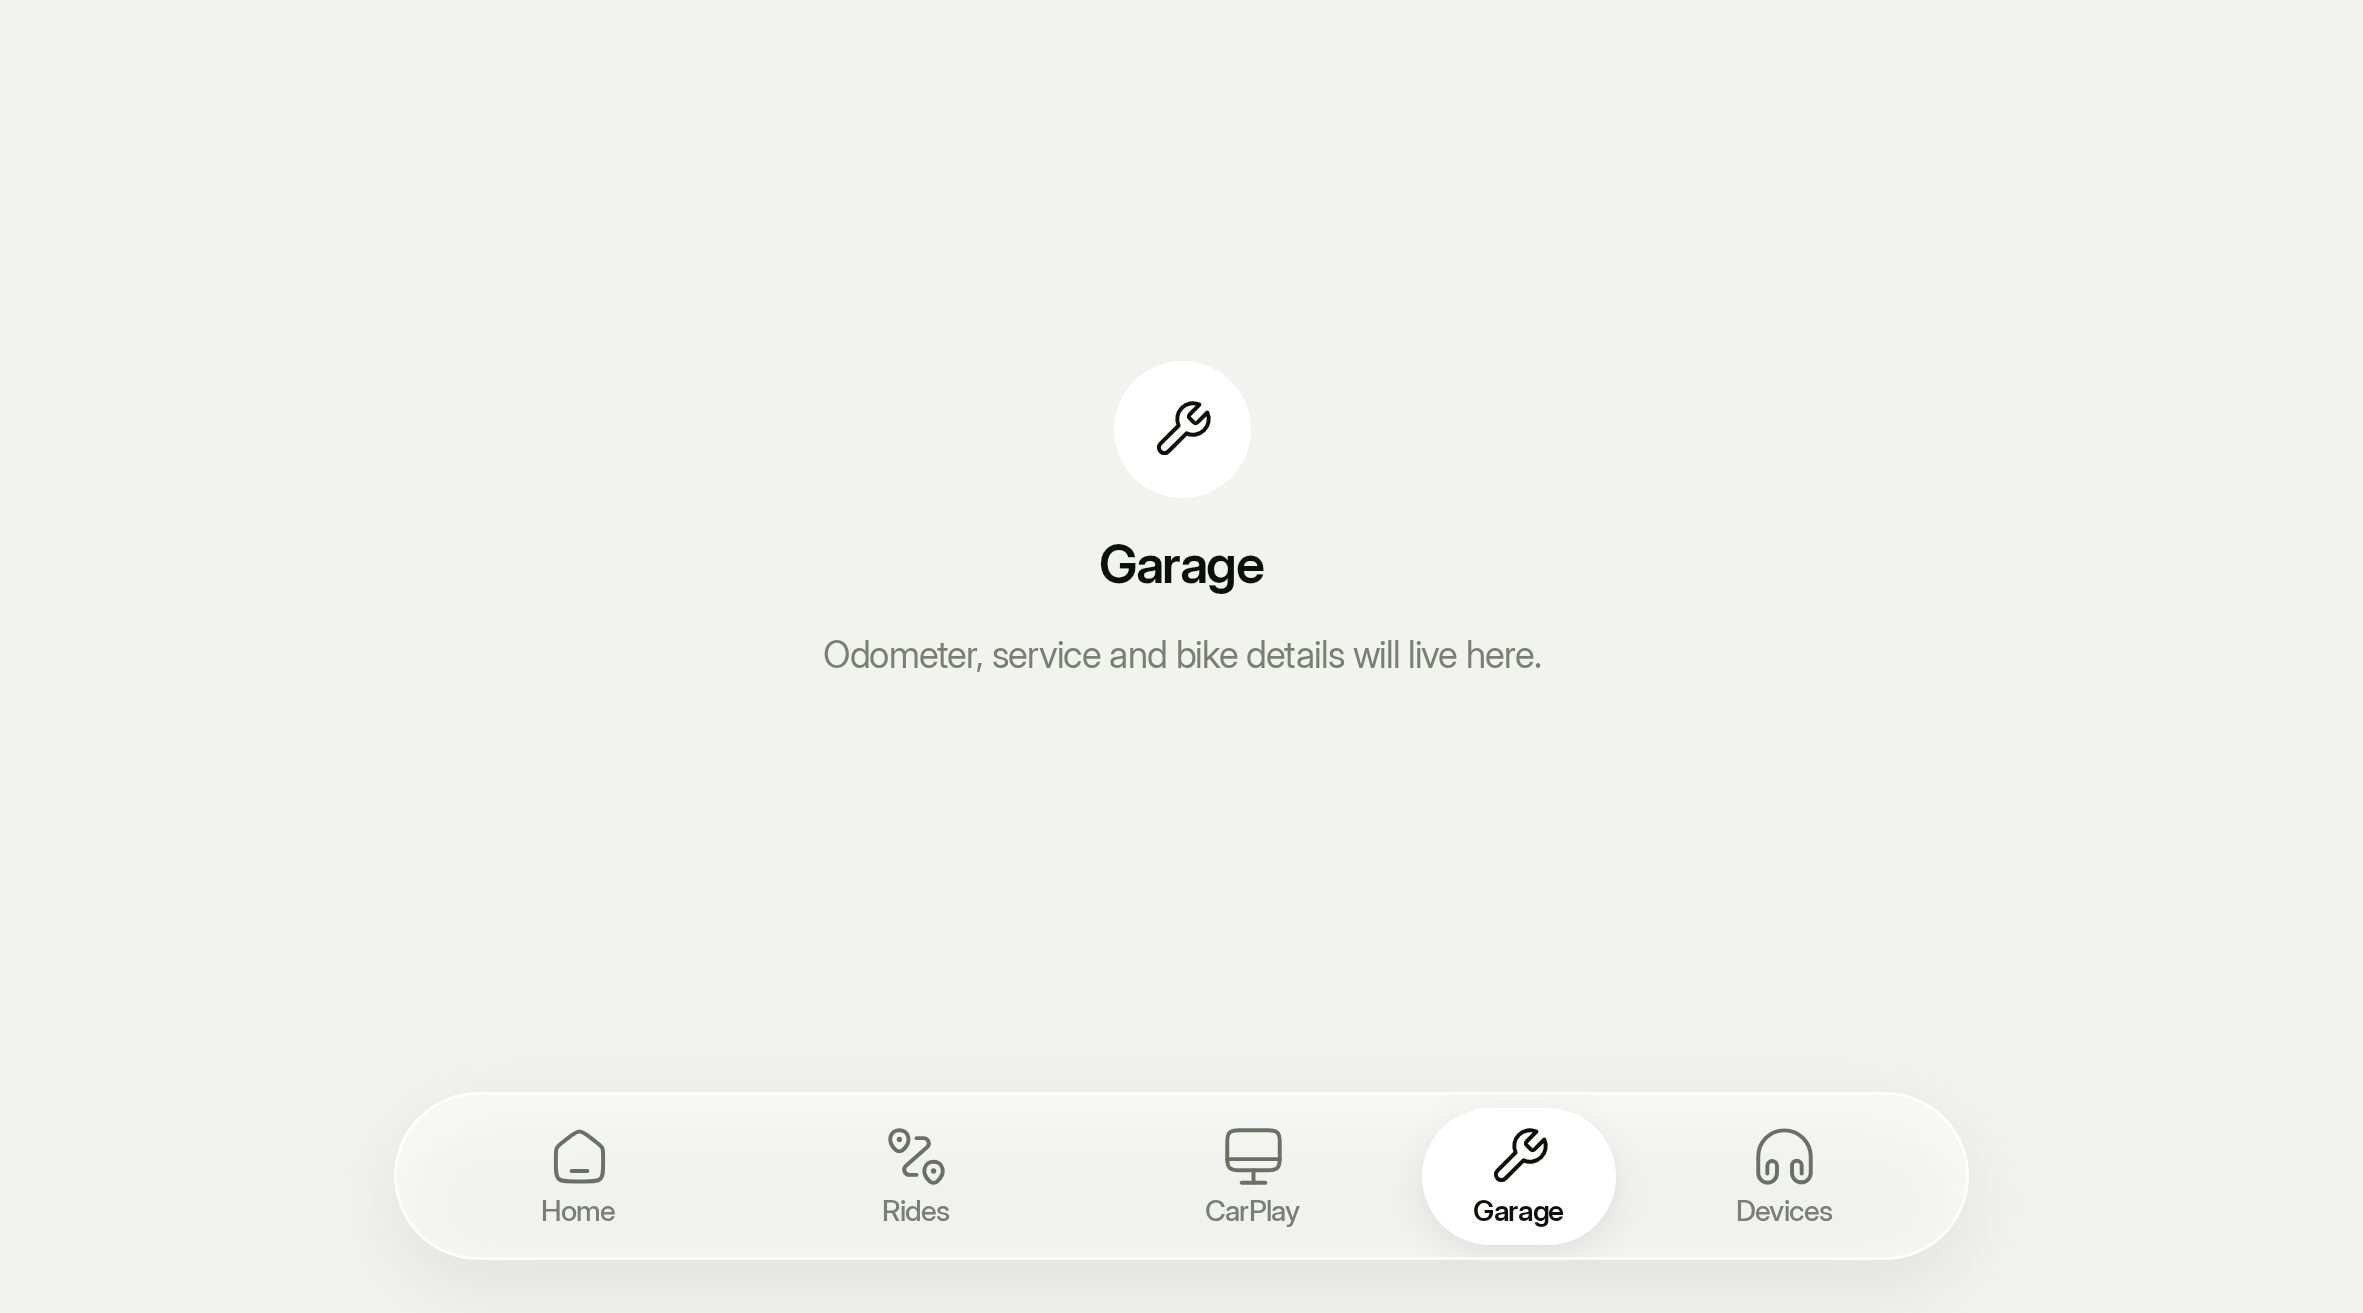 Garage
Odometer, service and bike details will live here.
Home
Rides
CarPlay
Garage
Devices